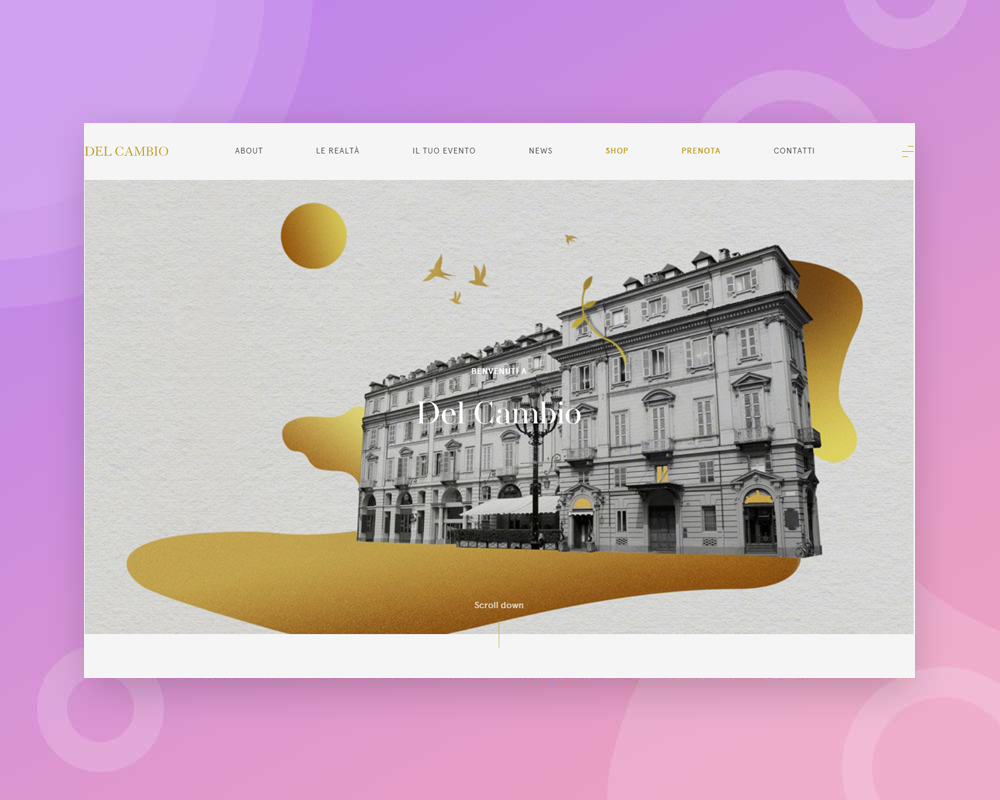 DEL CAMBIO
ABOUT
LE REALTÀ
IL TUO EVENTO
NEWS
SHOP
PRENOTA
CONTATTI
BENVENUTI A
Del Cambio
Scroll down